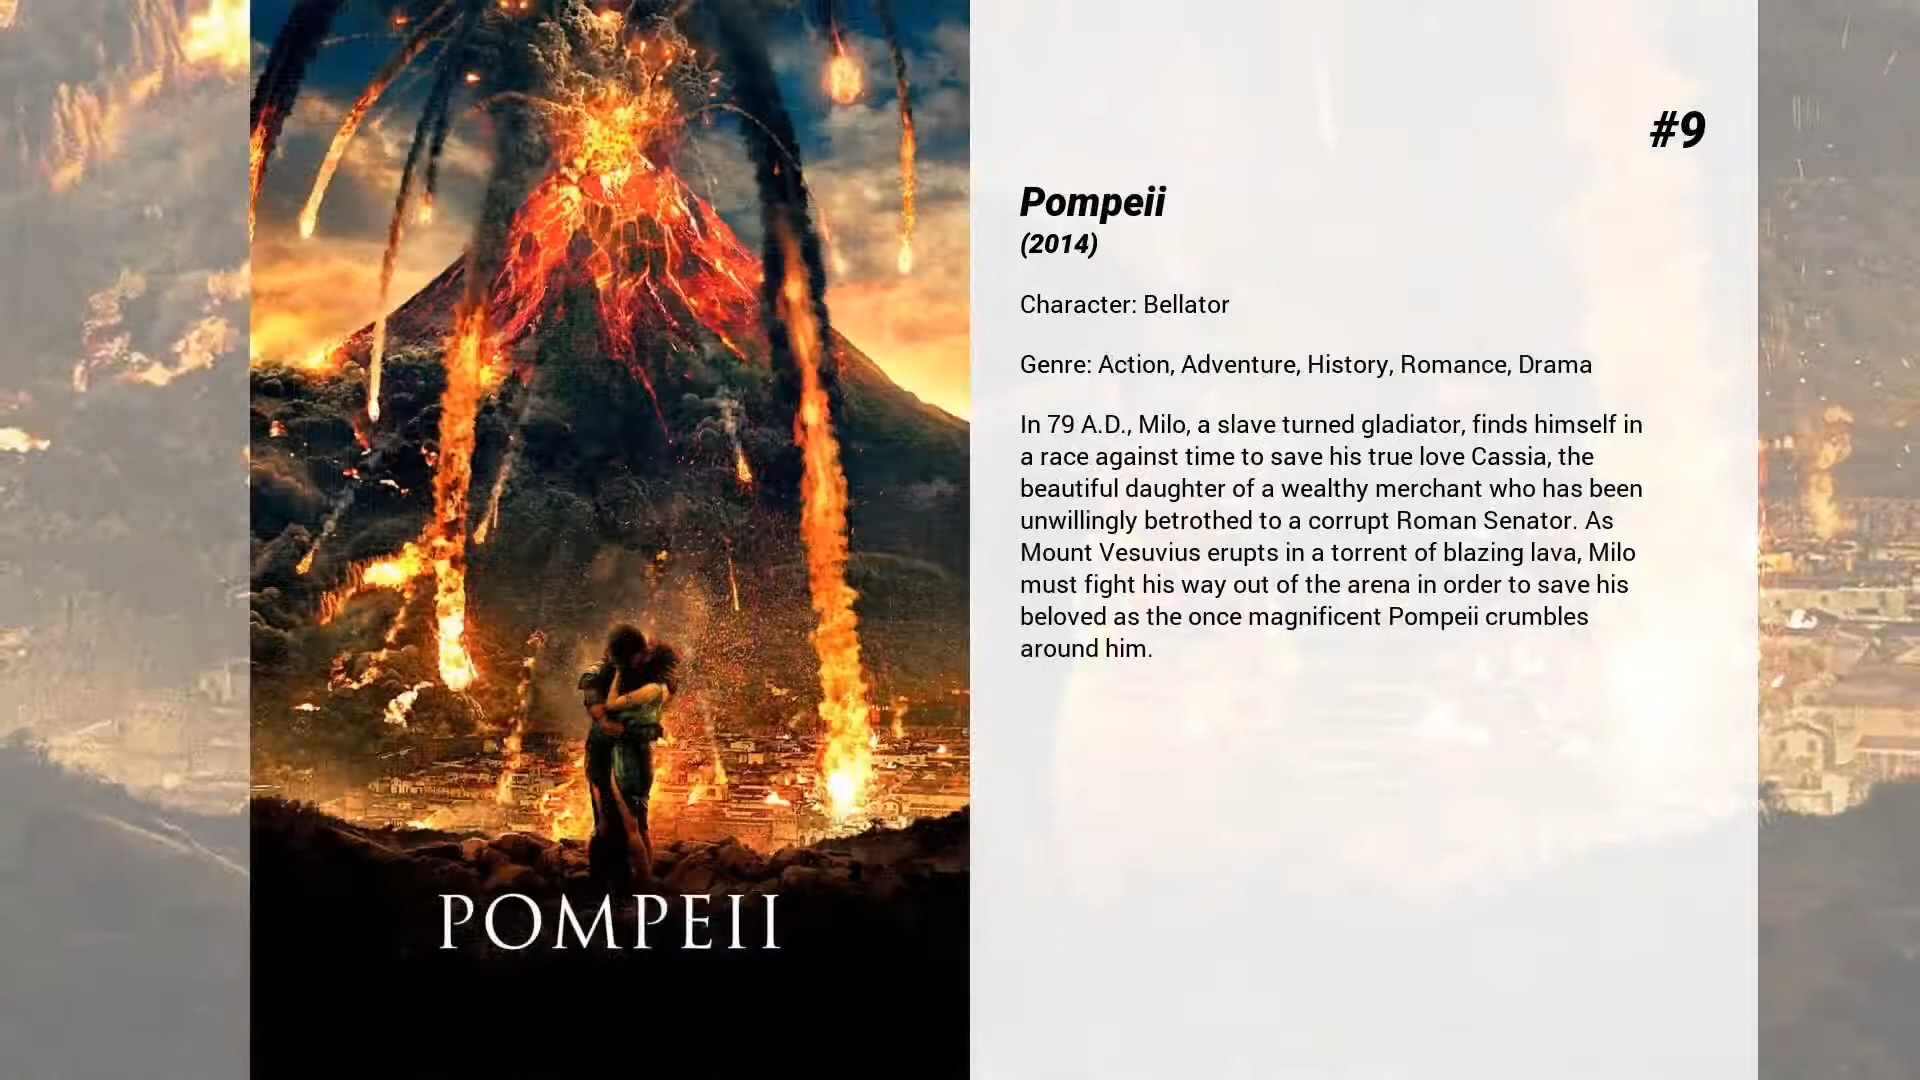 #9
Pompeii
(2014)
Character: Bellator
Genre: Action, Adventure, History, Romance, Drama
In 79 A.D., Milo, a slave turned gladiator, finds himself in
a race against time to save his true love Cassia, the
beautiful daughter of a wealthy merchant who has been
unwillingly betrothed to a corrupt Roman Senator. As
Mount Vesuvius erupts in a torrent of blazing lava, Milo
must fight his way out of the arena in order to save his
beloved as the once magnificent Pompeii crumbles
around him.
POMPEII